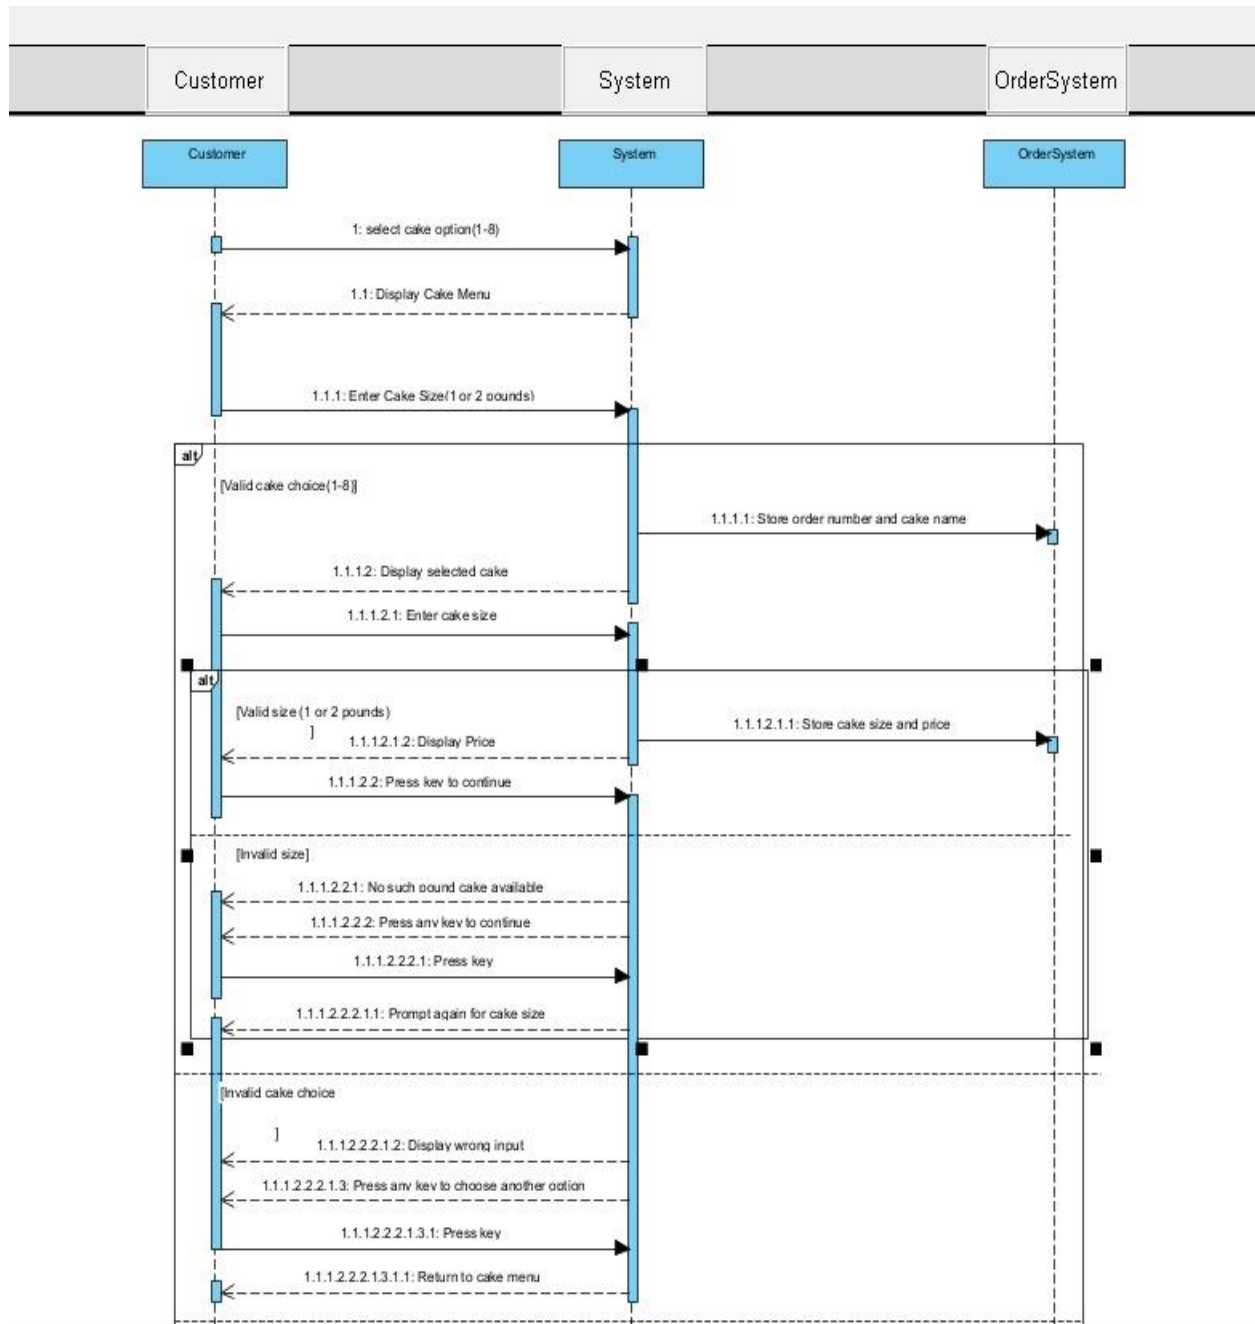 Customer
System
OrderSystem
Customer
System
OrderSystem
1: select cake option(1-8)
1.1: Display Cake Menu
1.1.1: Enter Cake Size(1 or 2 pounds)
alt
[Valid cake choice(1-8)]
1.1.1.1: Store order number and cake name
1.1.1.2: Display selected cake
1.1.1.2.1: Enter cake size
alt
[Valid size (1 or 2 pounds)
]
1.1.1.2.1.1: Store cake size and price
1.1.1.2.1.2: Display Price
1.1.1.2.2: Press key to continue
[Invalid size]
1.1.1.2.2.1: No such pound cake available
1.1.1.2.2.2: Press any key to continue
1.1.1.2.2.2.1: Press key
1.1.1.2.2.2.1.1: Prompt again for cake size
[Invalid cake choice
]
1.1.1.2.2.2.1.2: Display wrong input
1.1.1.2.2.2.1.3: Press any key to choose another option
1.1.1.2.2.2.1.3.1: Press key
1.1.1.2.2.2.1.3.1.1: Return to cake menu